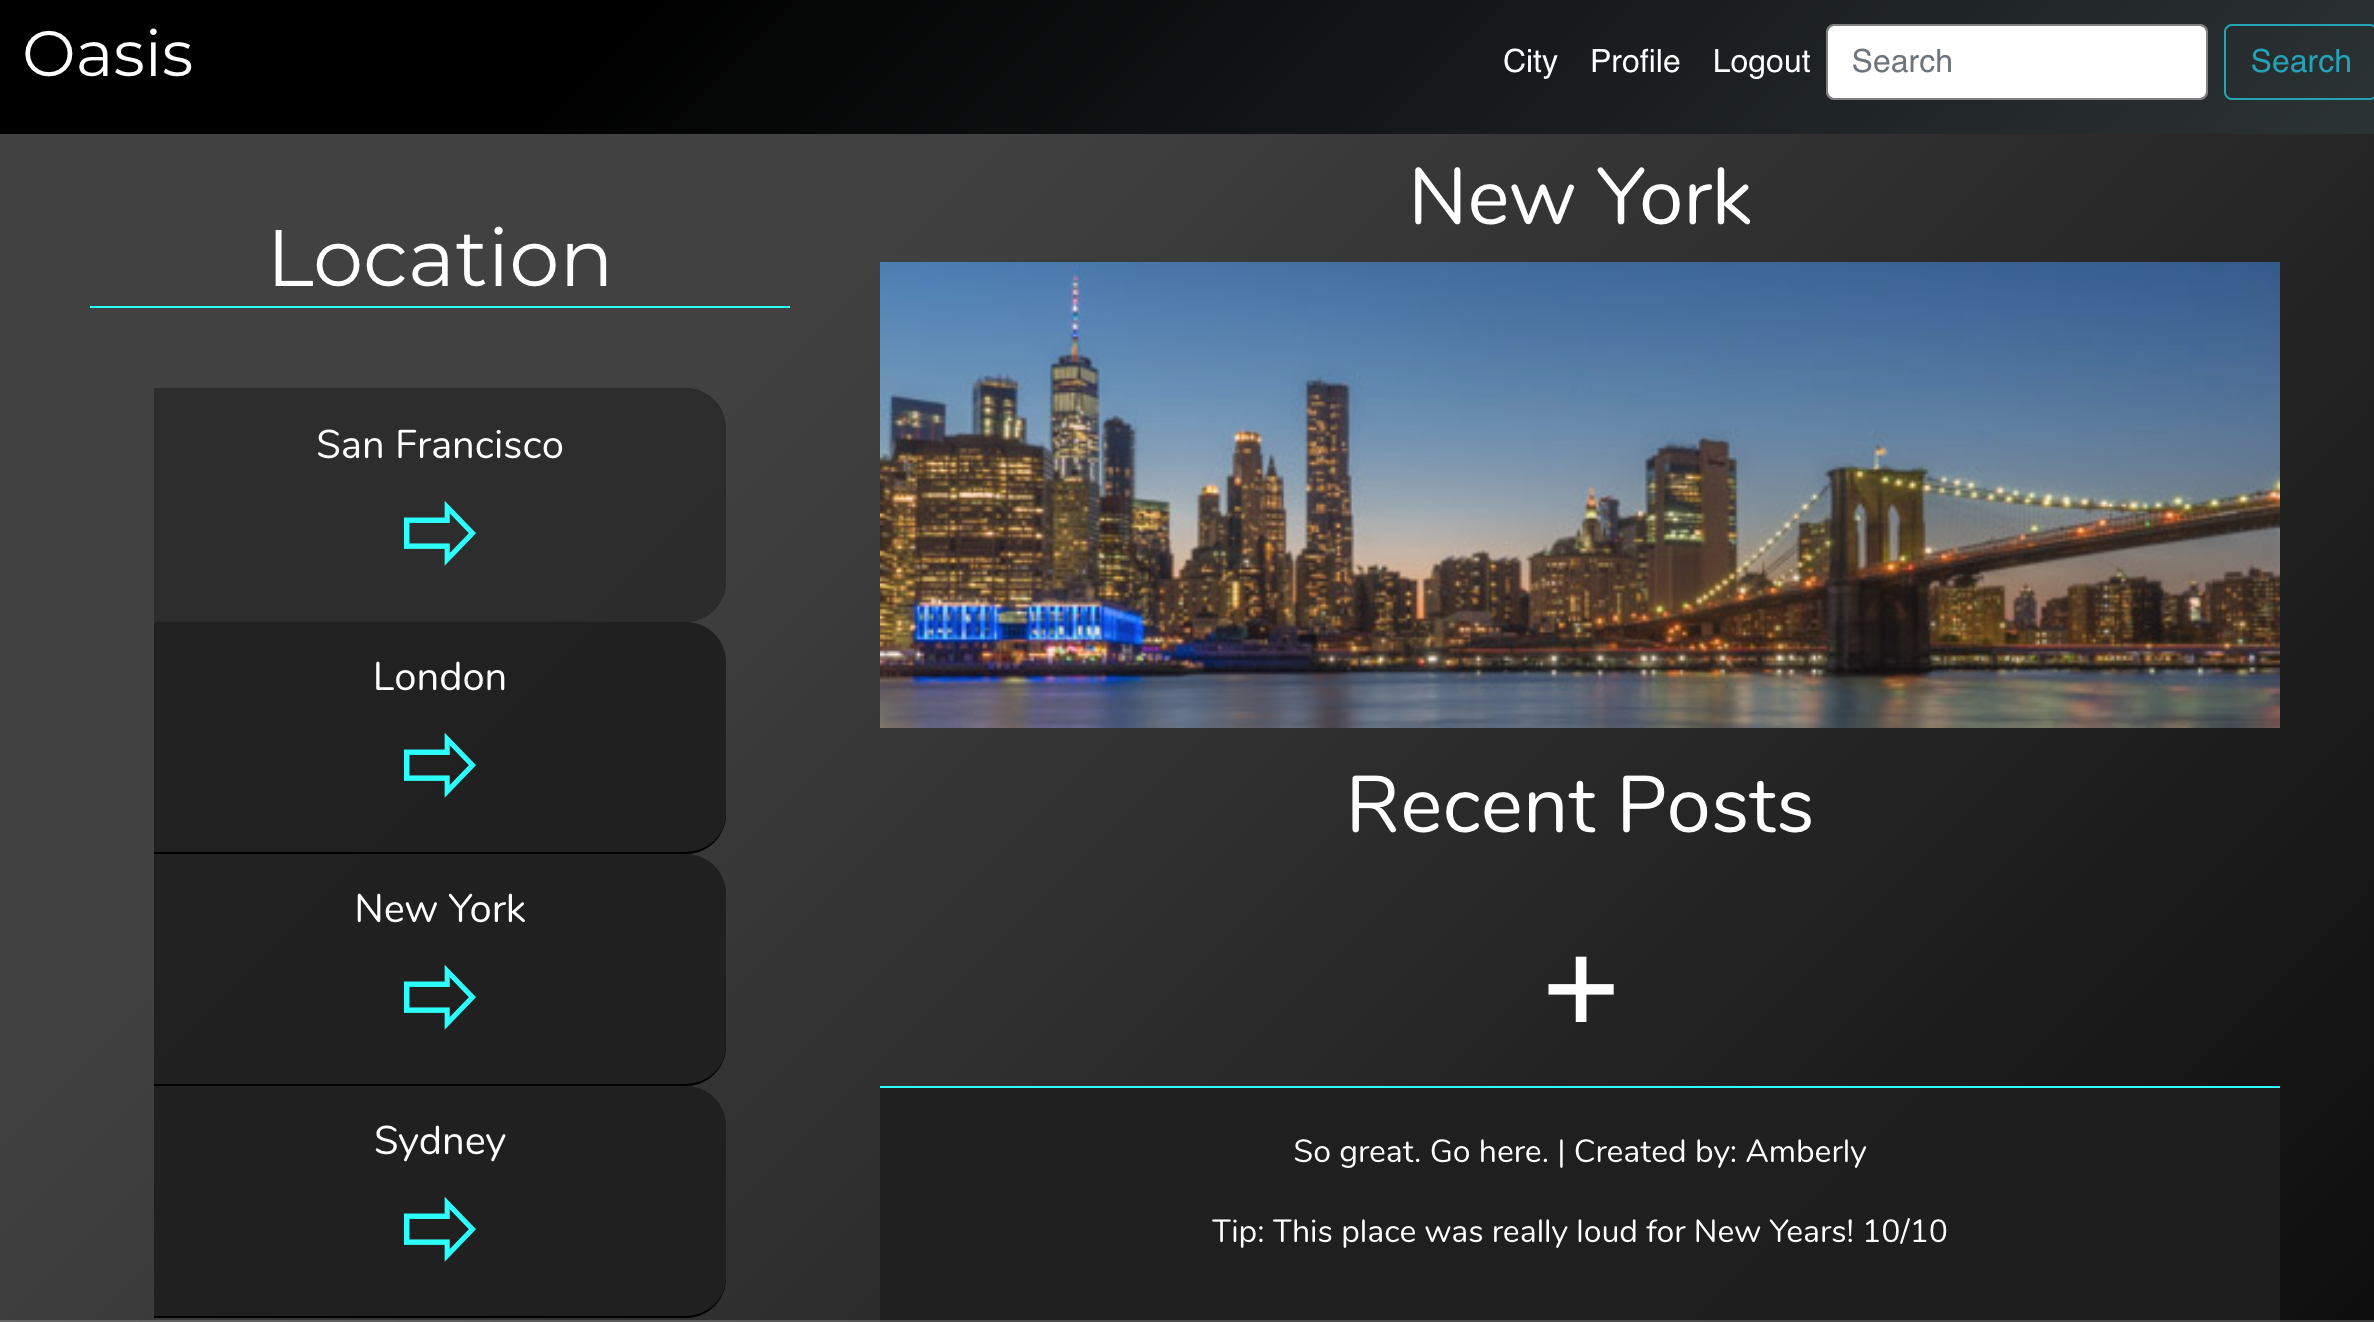 Oasis
City Profile Logout Search Search
Location
San Francisco
London
New York
Sydney
New York
Recent Posts
+
So great. Go here. | Created by: Amberly
Tip: This place was really loud for New Years! 10/10